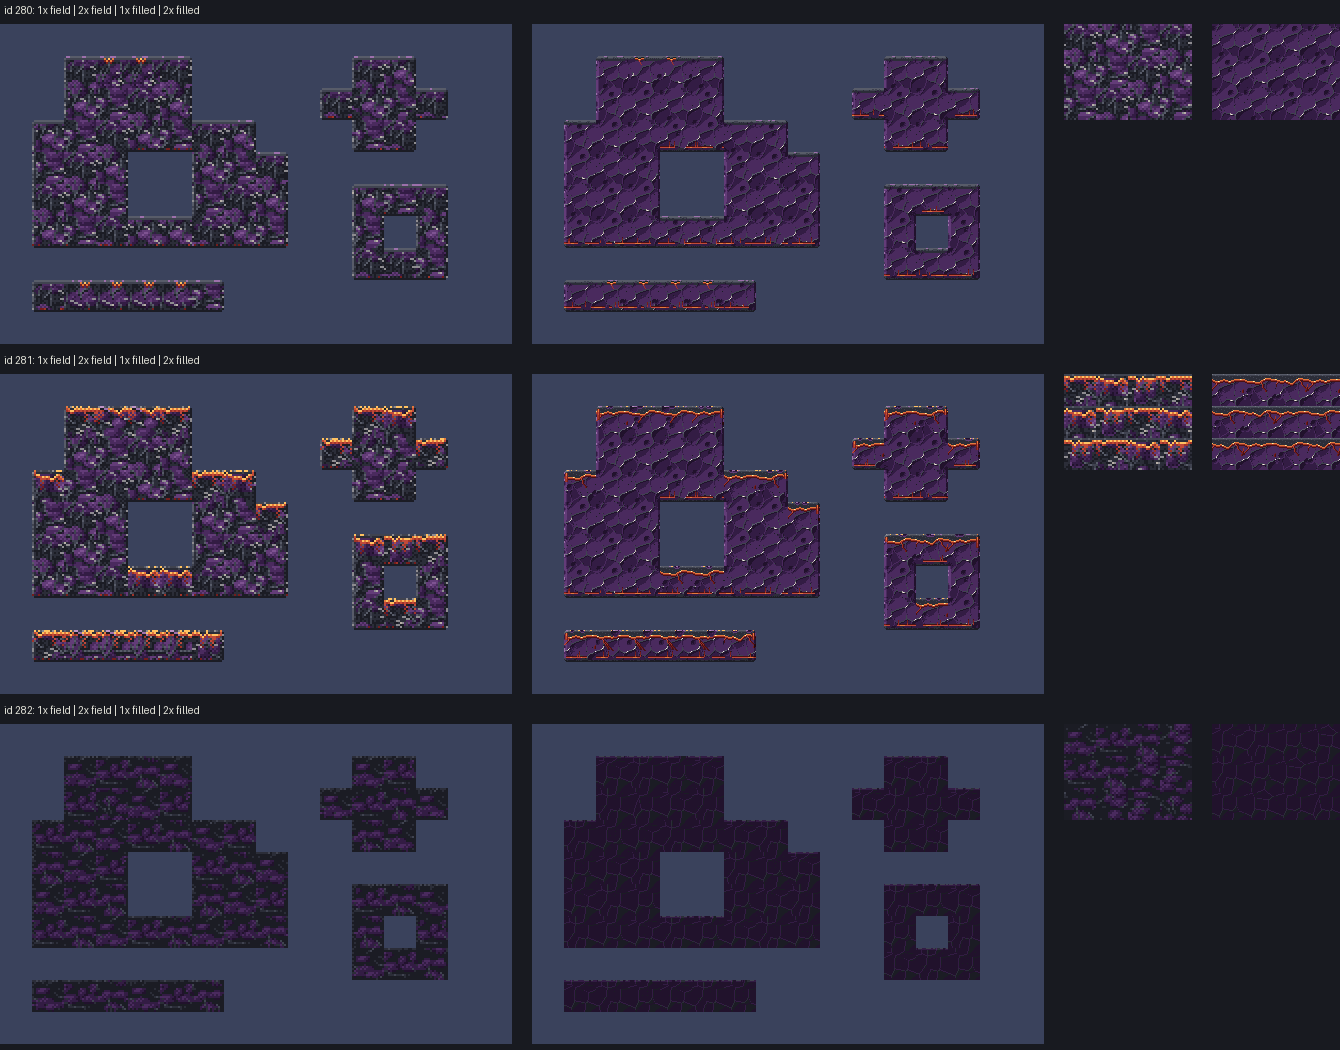 id 280: 1x field | 2x field | 1x filled | 2x filled
id 281: 1x field | 2x field | 1x filled | 2x filled
id 282: 1x field | 2x field | 1x filled | 2x filled